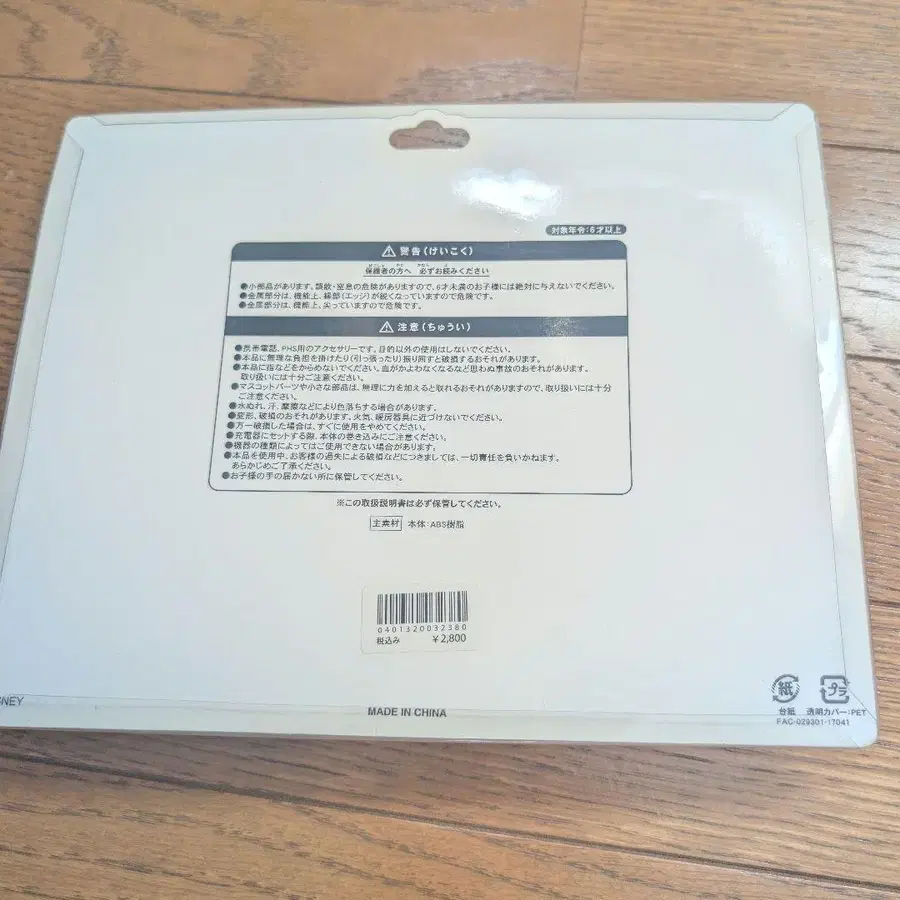 対象年令:6才以上
⚠警告(けいこく)
保護者の方へ 必ずお読みください
●小部品があります。誤飲・窒息の危険がありますので、6才未満のお子様には絶対に与えないでください。
●金属部分は、機能上、縁部(エッジ)が鋭くなっていますので危険です。
●金属部分は、機能上、尖っていますので危険です。
⚠注意(ちゅうい)
●携帯電話、PHS用のアクセサリーです。目的以外の使用はしないでください。
●本品に無理な負担を掛けたり(引っ張ったり)振り回すと破損するおそれがあります。
●本品に指などをからめないでください。血がかよわなくなるなど思わぬ事故のおそれがあります。
取り扱いには十分ご注意ください。
●マスコットパーツや小さな部品は、無理に力を加えると取れるおそれがありますので、取り扱いには十分
ご注意ください。
●水ぬれ、汗、摩擦などにより色落ちする場合があります。
●変形、破損のおそれがあります。火気、暖房器具に近づけないでください。
●万一破損した場合は、すぐに使用をやめてください。
●充電器にセットする際、本体の巻き込みにご注意ください。
●機器の種類によってはご使用できない場合があります。
●本品を使用中、お客様の過失による破損などにつきましては、一切責任を負いかねます。
あらかじめご了承ください。
●お子様の手の届かない所に保管してください。
※この取扱説明書は必ず保管してください。
主素材 本体:ABS樹脂
0401320032380
税込み ¥2,800
NEY
MADE IN CHINA
紙 プラ
台紙 透明カバー:PET
FAC-029301-17041